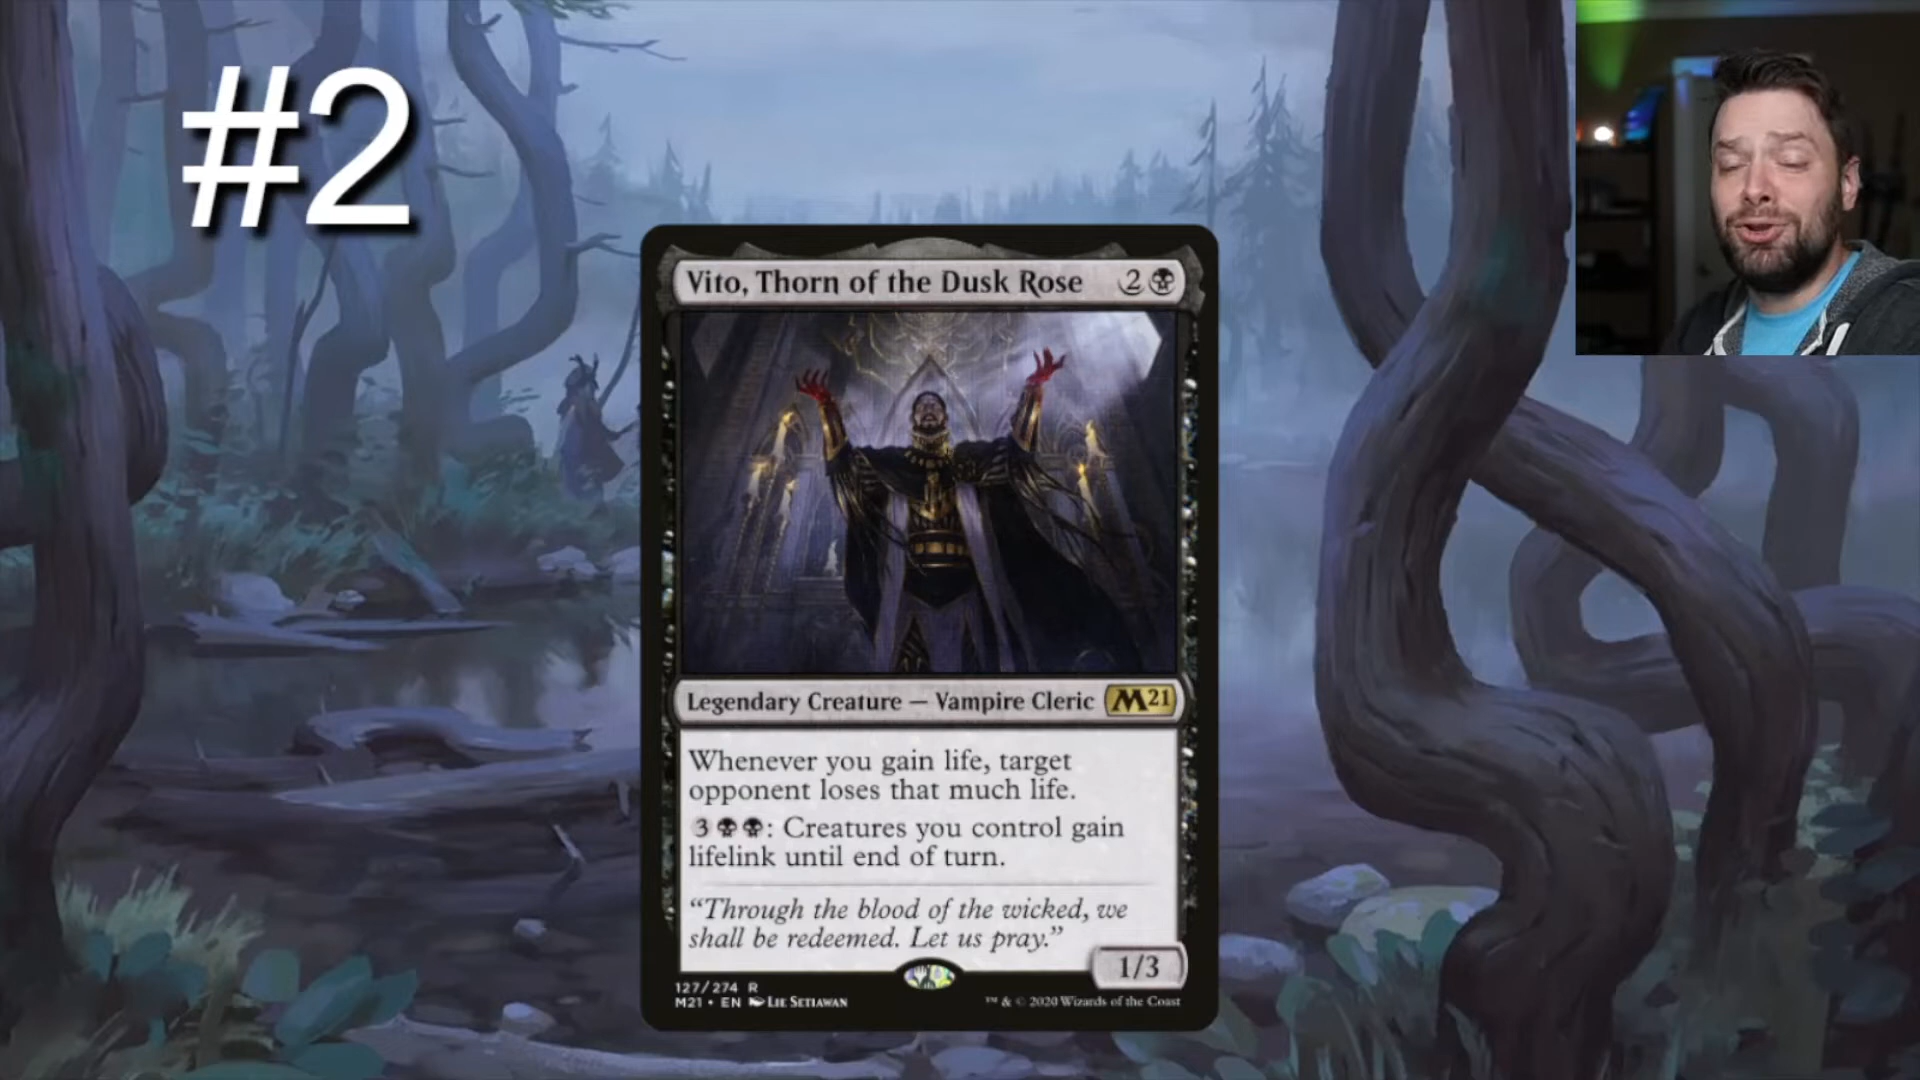 #2
Vito, Thorn of the Dusk Rose 2
Legendary Creature — Vampire Cleric M21
Whenever you gain life, target
opponent loses that much life.
3 : Creatures you control gain
lifelink until end of turn.
“Through the blood of the wicked, we
shall be redeemed. Let us pray.”
1/3
127/274 R
M21 • EN Lie Setiawan
™ & © 2020 Wizards of the Coast